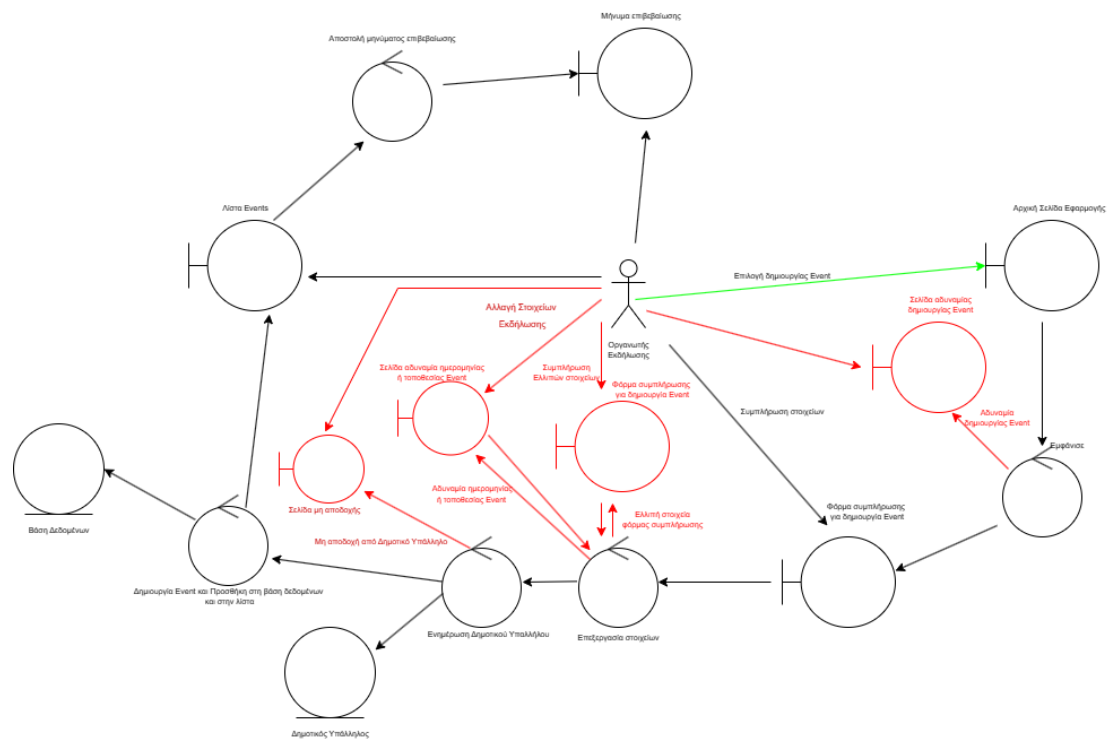 Μήνυμα επιβεβαίωσης
Αποστολή μηνύματος επιβεβαίωσης
Λίστα Events
Αρχική Σελίδα Εφαρμογής
Επιλογή δημιουργίας Event
Αλλαγή Στοιχείων
Εκδήλωσης
Σελίδα αδυναμίας
δημιουργίας Event
Οργανωτής
Εκδήλωσης
Σελίδα αδυναμία ημερομηνίας
ή τοποθεσίας Event
Συμπλήρωση
Ελλιπών στοιχείων
Φόρμα συμπλήρωσης
για δημιουργία Event
Συμπλήρωση στοιχείων
Αδυναμία
δημιουργίας Event
Εμφάνισε
Αδυναμία ημερομηνίας
ή τοποθεσίας Event
Σελίδα μη αποδοχής
Ελλιπή στοιχεία
φόρμας συμπλήρωσης
Φόρμα συμπλήρωσης
για δημιουργία Event
Βάση Δεδομένων
Μη αποδοχή από Δημοτικό Υπάλληλο
Δημιουργία Event και Προσθήκη στη βάση δεδομένων
και στην λίστα
Ενημέρωση Δημοτικού Υπαλλήλου
Επεξεργασία στοιχείων
Δημοτικός Υπάλληλος